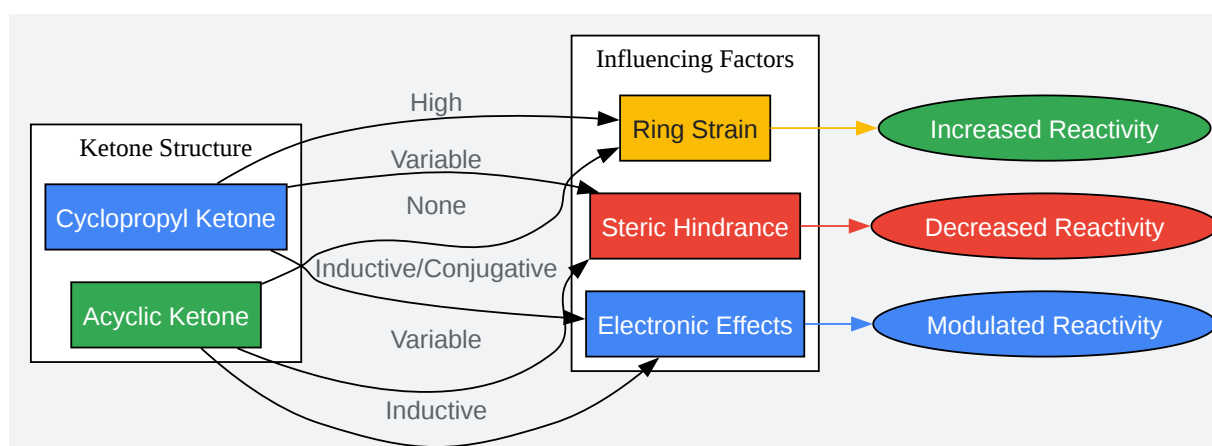 Ketone Structure
Cyclopropyl Ketone
Acyclic Ketone
High
Variable
None
Inductive/Conjugative
Variable
Inductive
Influencing Factors
Ring Strain
Steric Hindrance
Electronic Effects
Increased Reactivity
Decreased Reactivity
Modulated Reactivity